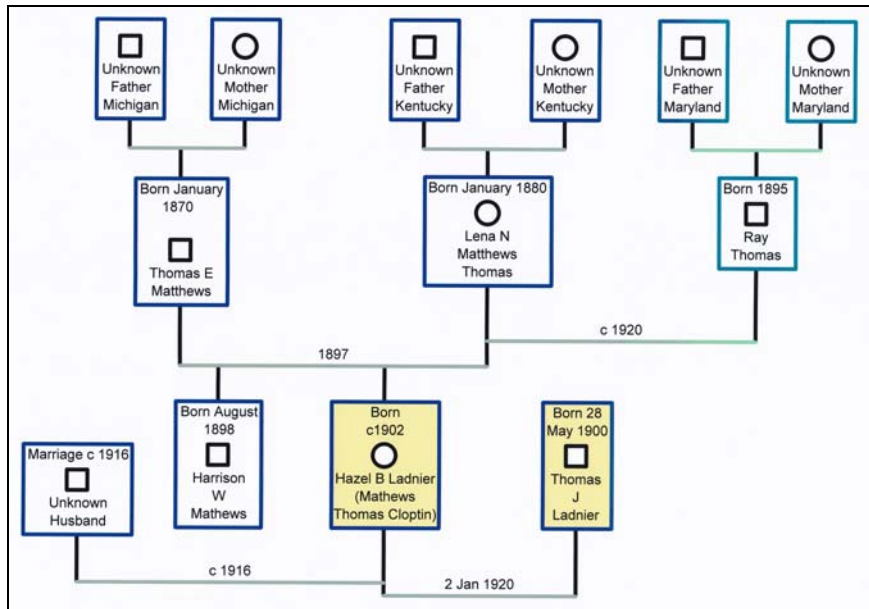 Unknown
Father
Michigan
Unknown
Mother
Michigan
Unknown
Father
Kentucky
Unknown
Mother
Kentucky
Unknown
Father
Maryland
Unknown
Mother
Maryland
Born January
1870
Thomas E
Matthews
Born January 1880
Lena N
Matthews
Thomas
Born 1895
Ray
Thomas
c 1920
1897
Marriage c 1916
Unknown
Husband
Born August
1898
Harrison
W
Mathews
Born
c1902
Hazel B Ladnier
(Mathews
Thomas Cloptin)
Born 28
May 1900
Thomas
J
Ladnier
c 1916
2 Jan 1920